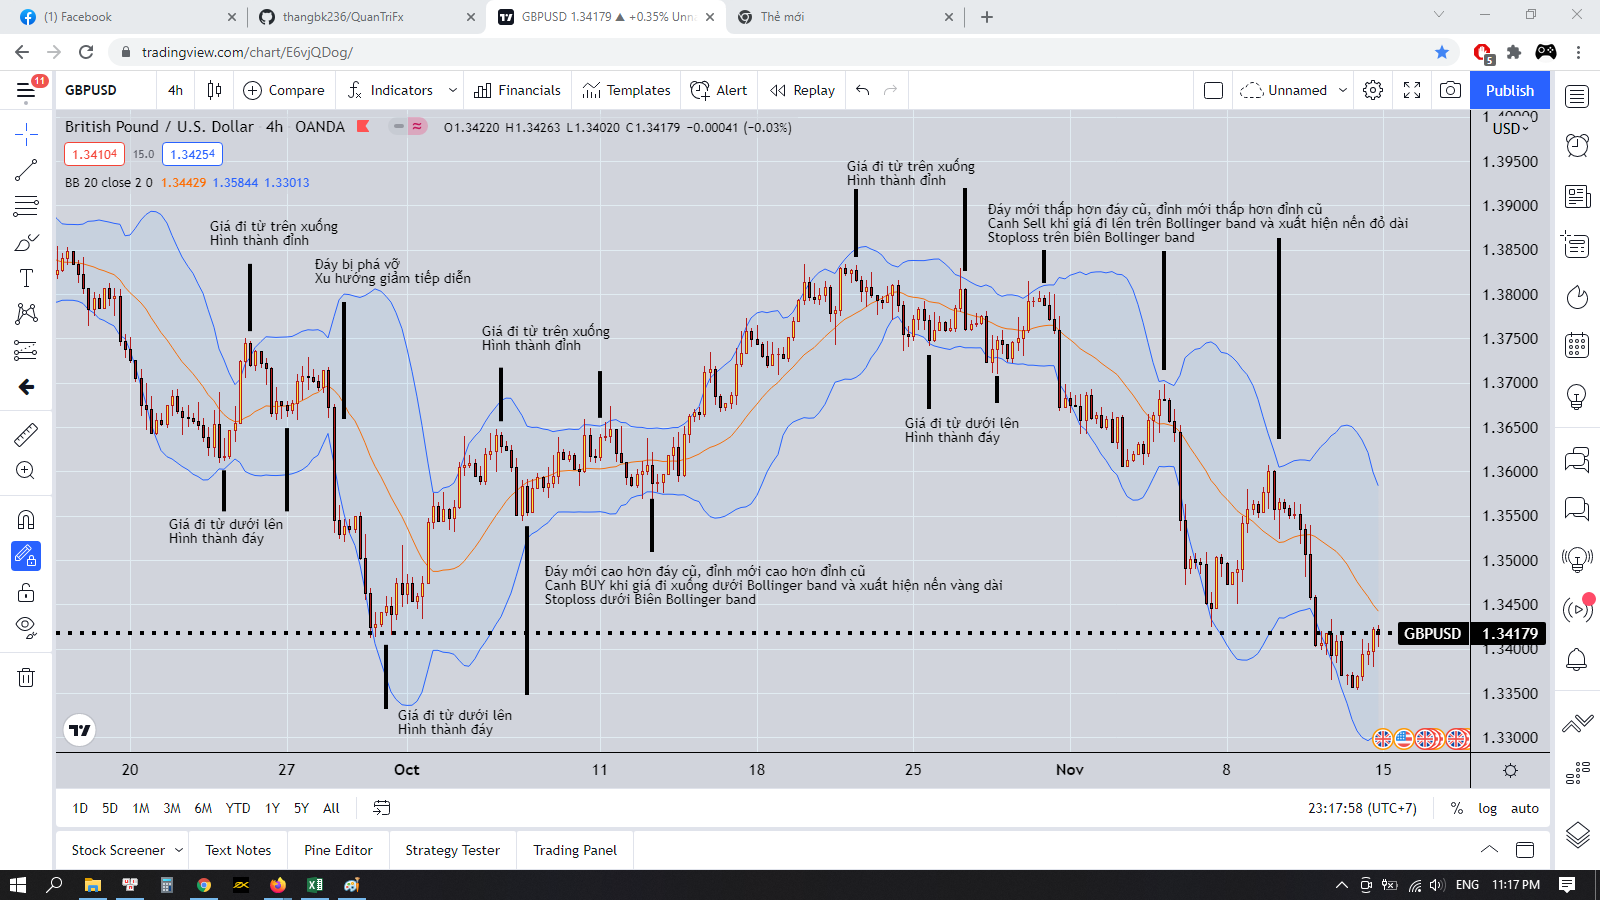 Facebook
thangbk236/QuanTriFx
GBPUSD 1.34179 ▲ +0.35% Unn
Thẻ mới
tradingview.com/chart/E6vjQDog/
5
11
GBPUSD
4h
Compare
Indicators
Financials
Templates
Alert
Replay
Unnamed
Publish
British Pound / U.S. Dollar 4h OANDA
O1.34220 H1.34263 L1.34020 C1.34179 −0.00041 (−0.03%)
1.34104 15.0 1.34254
BB 20 close 2 0 1.34429 1.35844 1.33013
Giá đi từ trên xuống
Hình thành đỉnh
Đáy bị phá vỡ
Xu hướng giảm tiếp diễn
Giá đi từ trên xuống
Hình thành đỉnh
Giá đi từ trên xuống
Hình thành đỉnh
Đáy mới thấp hơn đáy cũ, đỉnh mới thấp hơn đỉnh cũ
Canh Sell khi giá đi lên trên Bollinger band và xuất hiện nến đỏ dài
Stoploss trên biên Bollinger band
Giá đi từ dưới lên
Hình thành đáy
Giá đi từ dưới lên
Hình thành đáy
Đáy mới cao hơn đáy cũ, đỉnh mới cao hơn đỉnh cũ
Canh BUY khi giá đi xuống dưới Bollinger band và xuất hiện nến vàng dài
Stoploss dưới Biên Bollinger band
Giá đi từ dưới lên
Hình thành đáy
1.40000
USD
1.39500
1.39000
1.38500
1.38000
1.37500
1.37000
1.36500
1.36000
1.35500
1.35000
1.34500
GBPUSD 1.34179
1.34000
1.33500
1.33000
20 27 Oct 11 18 25 Nov 8 15
1D 5D 1M 3M 6M YTD 1Y 5Y All
23:17:58 (UTC+7) % log auto
Stock Screener Text Notes Pine Editor Strategy Tester Trading Panel
ENG 11:17 PM